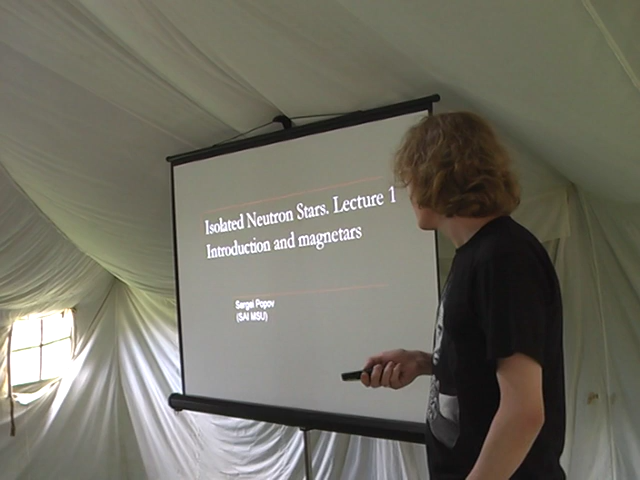 Isolated Neutron Stars. Lecture 1
Introduction and magnetars
Sergei Popov
(SAI MSU)